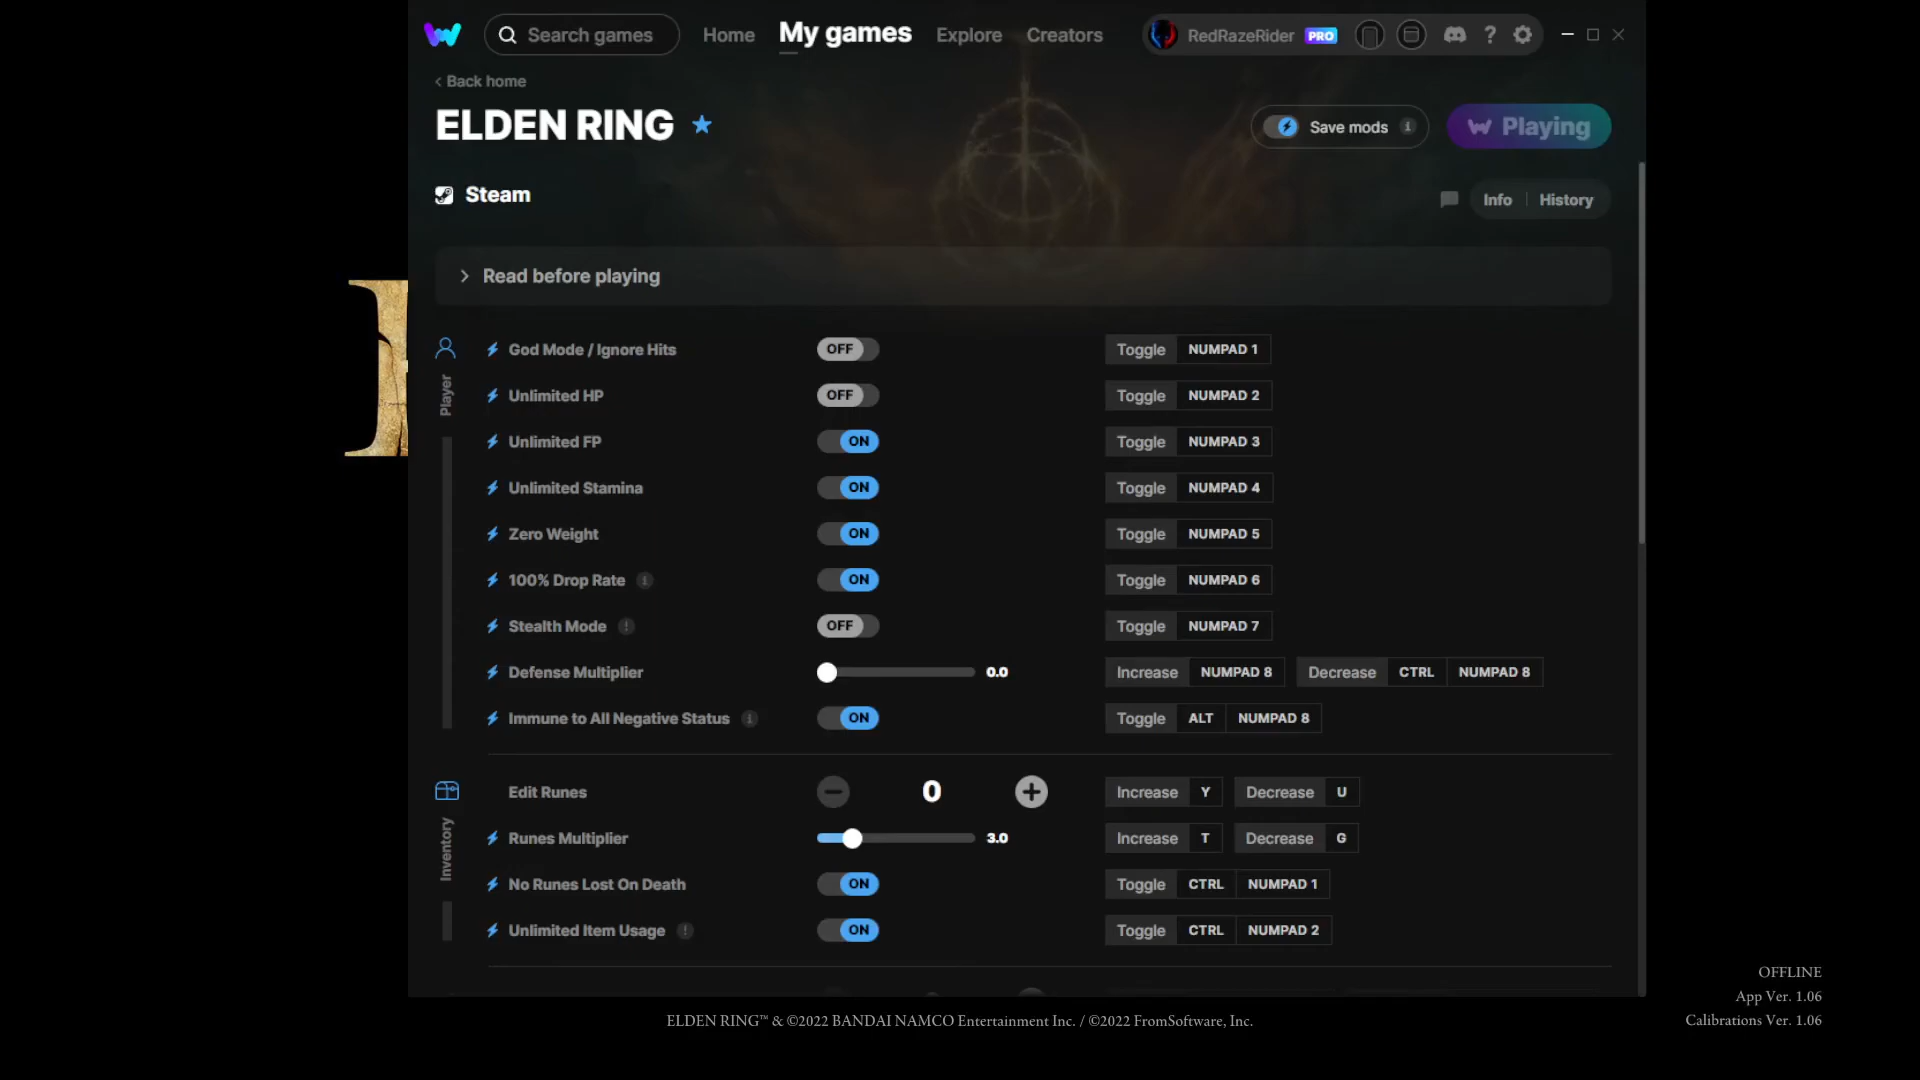 Search games
Home
My games
Explore
Creators
RedRazeRider PRO
Back home
ELDEN RING
Save mods
Playing
Steam
Info
History
Read before playing
Player
God Mode / Ignore Hits OFF Toggle NUMPAD 1
Unlimited HP OFF Toggle NUMPAD 2
Unlimited FP ON Toggle NUMPAD 3
Unlimited Stamina ON Toggle NUMPAD 4
Zero Weight ON Toggle NUMPAD 5
100% Drop Rate ON Toggle NUMPAD 6
Stealth Mode OFF Toggle NUMPAD 7
Defense Multiplier 0.0 Increase NUMPAD 8 Decrease CTRL NUMPAD 8
Immune to All Negative Status ON Toggle ALT NUMPAD 8
Inventory
Edit Runes 0 Increase Y Decrease U
Runes Multiplier 3.0 Increase T Decrease G
No Runes Lost On Death ON Toggle CTRL NUMPAD 1
Unlimited Item Usage ON Toggle CTRL NUMPAD 2
OFFLINE
App Ver. 1.06
Calibrations Ver. 1.06
ELDEN RING™ & ©2022 BANDAI NAMCO Entertainment Inc. / ©2022 FromSoftware, Inc.